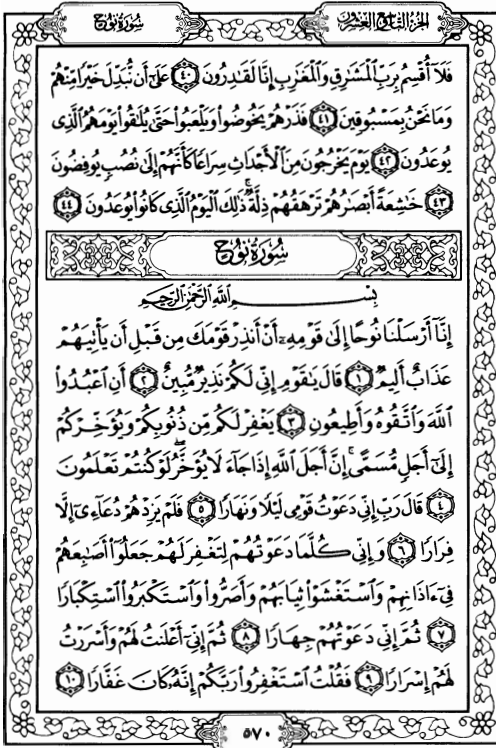 الجزء التاسع والعشرون سورة نوح
فَلَآ أُقْسِمُ بِرَبِّ ٱلْمَشَٰرِقِ وَٱلْمَغَٰرِبِ إِنَّا لَقَٰدِرُونَ ٤٠ عَلَىٰٓ أَن نُّبَدِّلَ خَيْرًا مِّنْهُمْ
وَمَا نَحْنُ بِمَسْبُوقِينَ ٤١ فَذَرْهُمْ يَخُوضُوا۟ وَيَلْعَبُوا۟ حَتَّىٰ يُلَٰقُوا۟ يَوْمَهُمُ ٱلَّذِى
يُوعَدُونَ ٤٢ يَوْمَ يَخْرُجُونَ مِنَ ٱلْأَجْدَاثِ سِرَاعًا كَأَنَّهُمْ إِلَىٰ نُصُبٍ يُوفِضُونَ
٤٣ خَٰشِعَةً أَبْصَٰرُهُمْ تَرْهَقُهُمْ ذِلَّةٌ ۚ ذَٰلِكَ ٱلْيَوْمُ ٱلَّذِى كَانُوا۟ يُوعَدُونَ ٤٤
سُورَةُ نُوحٍ
بِسْمِ ٱللَّهِ ٱلرَّحْمَٰنِ ٱلرَّحِيمِ
إِنَّآ أَرْسَلْنَا نُوحًا إِلَىٰ قَوْمِهِۦٓ أَنْ أَنذِرْ قَوْمَكَ مِن قَبْلِ أَن يَأْتِيَهُمْ
عَذَابٌ أَلِيمٌ ١ قَالَ يَٰقَوْمِ إِنِّى لَكُمْ نَذِيرٌ مُّبِينٌ ٢ أَنِ ٱعْبُدُوا۟
ٱللَّهَ وَٱتَّقُوهُ وَأَطِيعُونِ ٣ يَغْفِرْ لَكُم مِّن ذُنُوبِكُمْ وَيُؤَخِّرْكُمْ
إِلَىٰٓ أَجَلٍ مُّسَمًّى ۚ إِنَّ أَجَلَ ٱللَّهِ إِذَا جَآءَ لَا يُؤَخَّرُ ۖ لَوْ كُنتُمْ تَعْلَمُونَ
٤ قَالَ رَبِّ إِنِّى دَعَوْتُ قَوْمِى لَيْلًا وَنَهَارًا ٥ فَلَمْ يَزِدْهُمْ دُعَآءِىٓ إِلَّا
فِرَارًا ٦ وَإِنِّى كُلَّمَا دَعَوْتُهُمْ لِتَغْفِرَ لَهُمْ جَعَلُوٓا۟ أَصَٰبِعَهُمْ
فِىٓ ءَاذَانِهِمْ وَٱسْتَغْشَوْا۟ ثِيَابَهُمْ وَأَصَرُّوا۟ وَٱسْتَكْبَرُوا۟ ٱسْتِكْبَارًا
٧ ثُمَّ إِنِّى دَعَوْتُهُمْ جِهَارًا ٨ ثُمَّ إِنِّىٓ أَعْلَنتُ لَهُمْ وَأَسْرَرْتُ
لَهُمْ إِسْرَارًا ٩ فَقُلْتُ ٱسْتَغْفِرُوا۟ رَبَّكُمْ إِنَّهُۥ كَانَ غَفَّارًا ١٠
٥٧٠